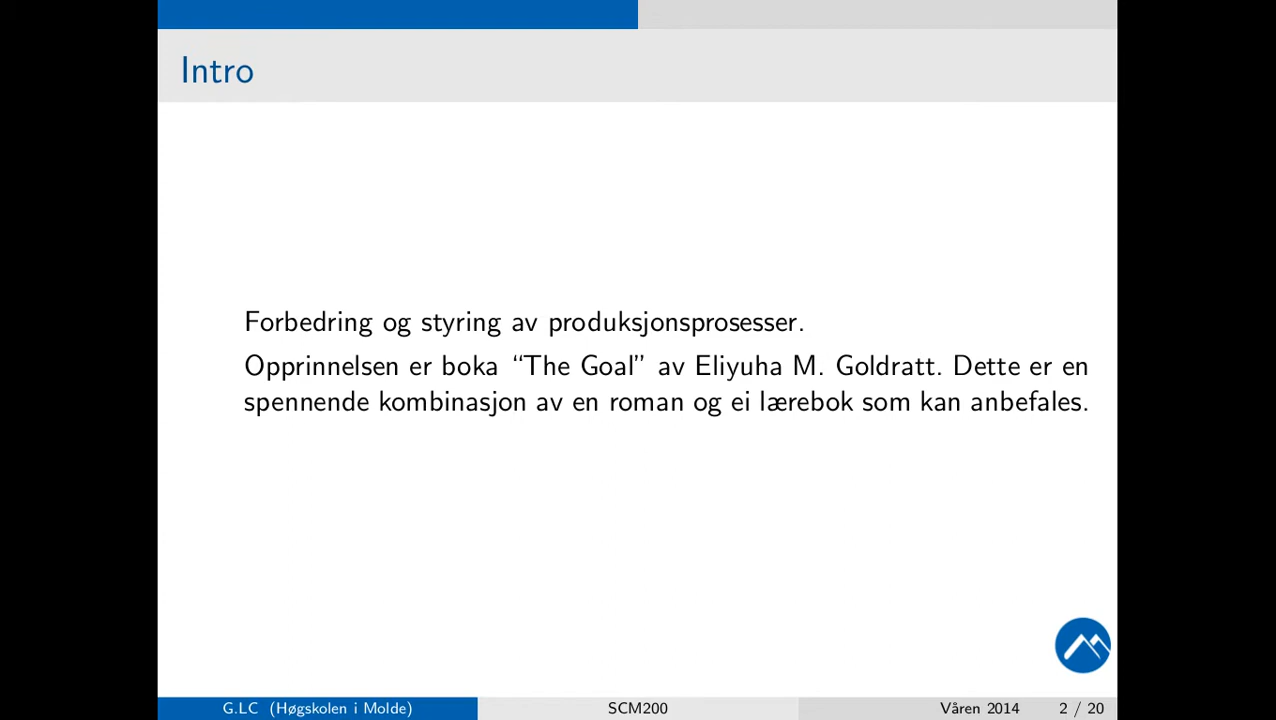 Intro
Forbedring og styring av produksjonsprosesser.
Opprinnelsen er boka “The Goal” av Eliyuha M. Goldratt. Dette er en
spennende kombinasjon av en roman og ei lærebok som kan anbefales.
G.LC (Høgskolen i Molde) SCM200 Våren 2014 2 / 20